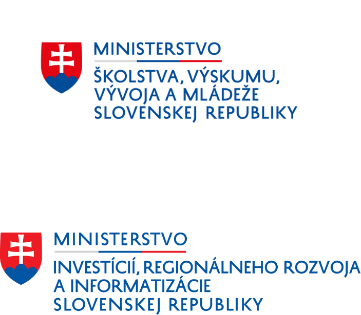 MINISTERSTVO
ŠKOLSTVA, VÝSKUMU,
VÝVOJA A MLÁDEŽE
SLOVENSKEJ REPUBLIKY
MINISTERSTVO
INVESTÍCIÍ, REGIONÁLNEHO ROZVOJA
A INFORMATIZÁCIE
SLOVENSKEJ REPUBLIKY